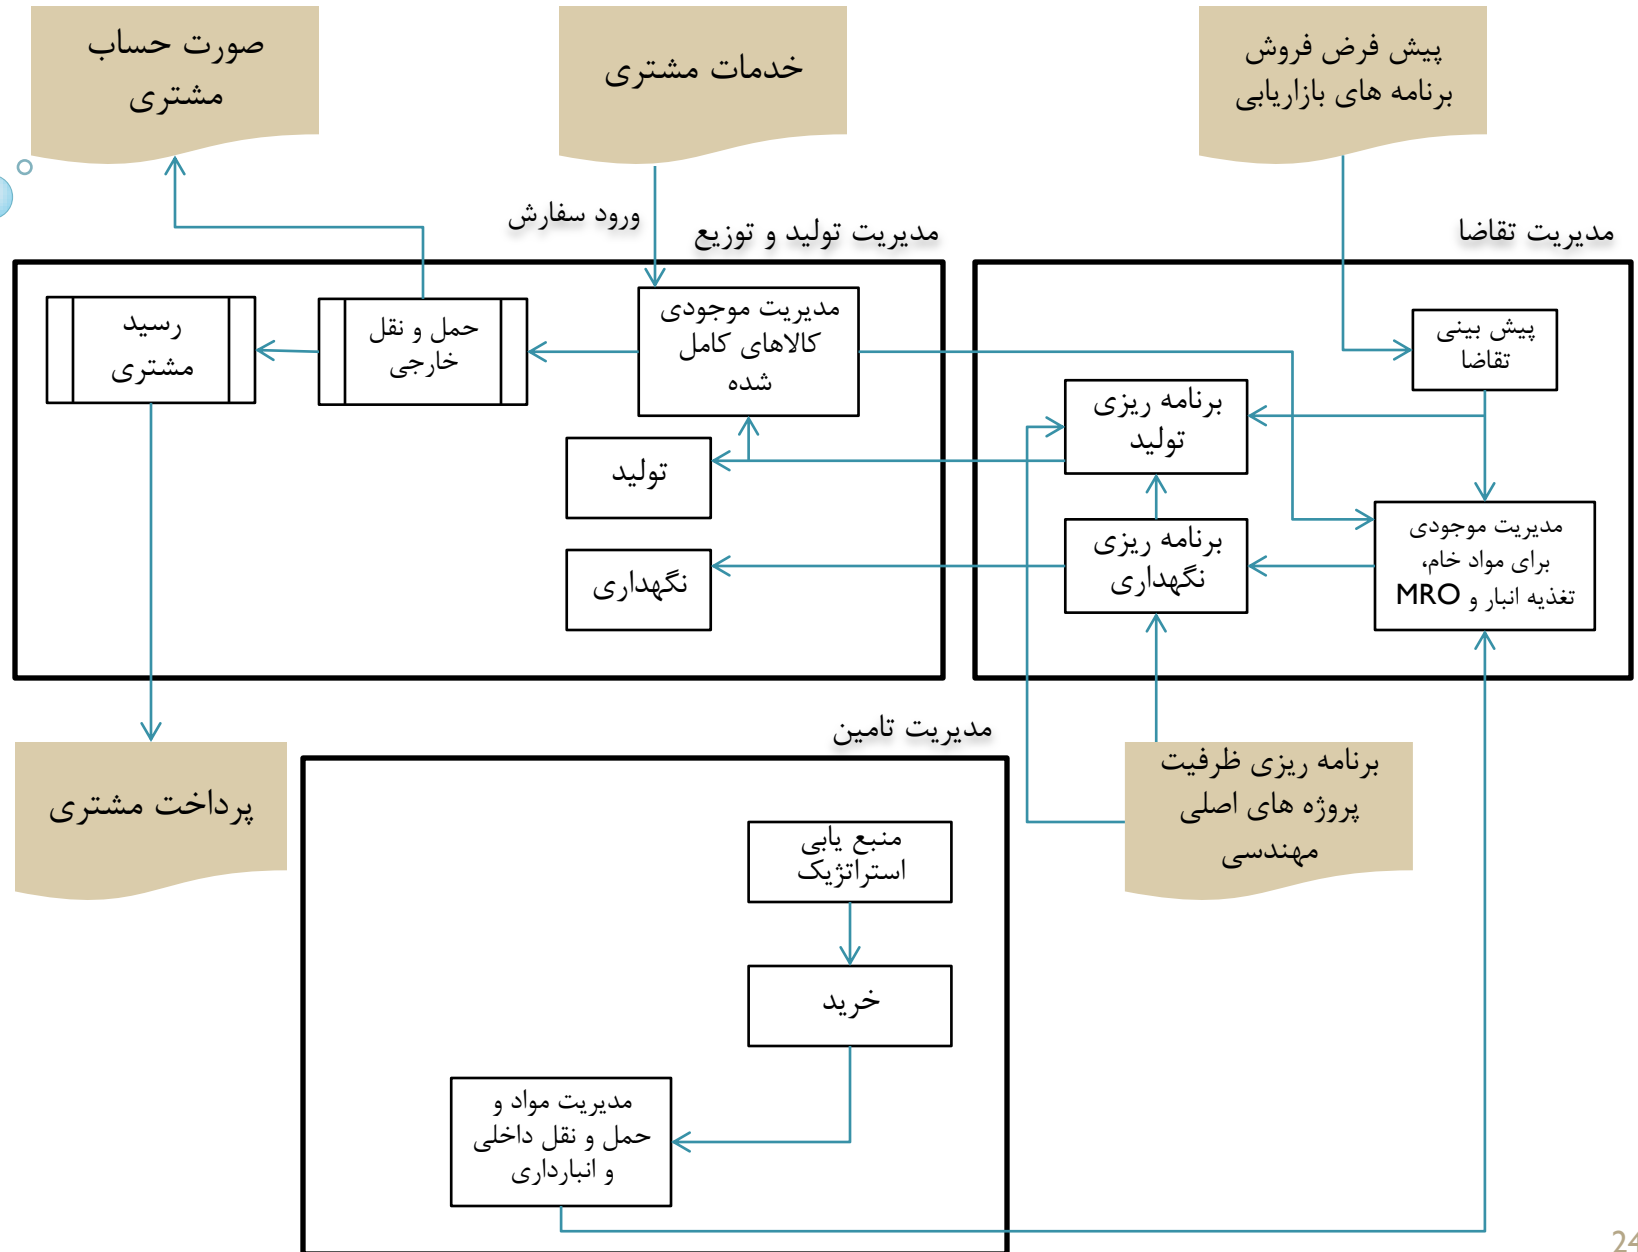 پیش فرض فروش
برنامه های بازاریابی
خدمات مشتری
صورت حساب
مشتری
ورود سفارش
مدیریت تقاضا
پیش بینی
تقاضا
برنامه ریزی
تولید
مدیریت موجودی
برای مواد خام،
تغذیه انبار و MRO
برنامه ریزی
نگهداری
مدیریت تولید و توزیع
مدیریت موجودی
کالاهای کامل
شده
حمل و نقل
خارجی
رسید
مشتری
تولید
نگهداری
برنامه ریزی ظرفیت
پروژه های اصلی
مهندسی
مدیریت تامین
منبع یابی
استراتژیک
خرید
مدیریت مواد و
حمل و نقل داخلی
و انبارداری
پرداخت مشتری
24